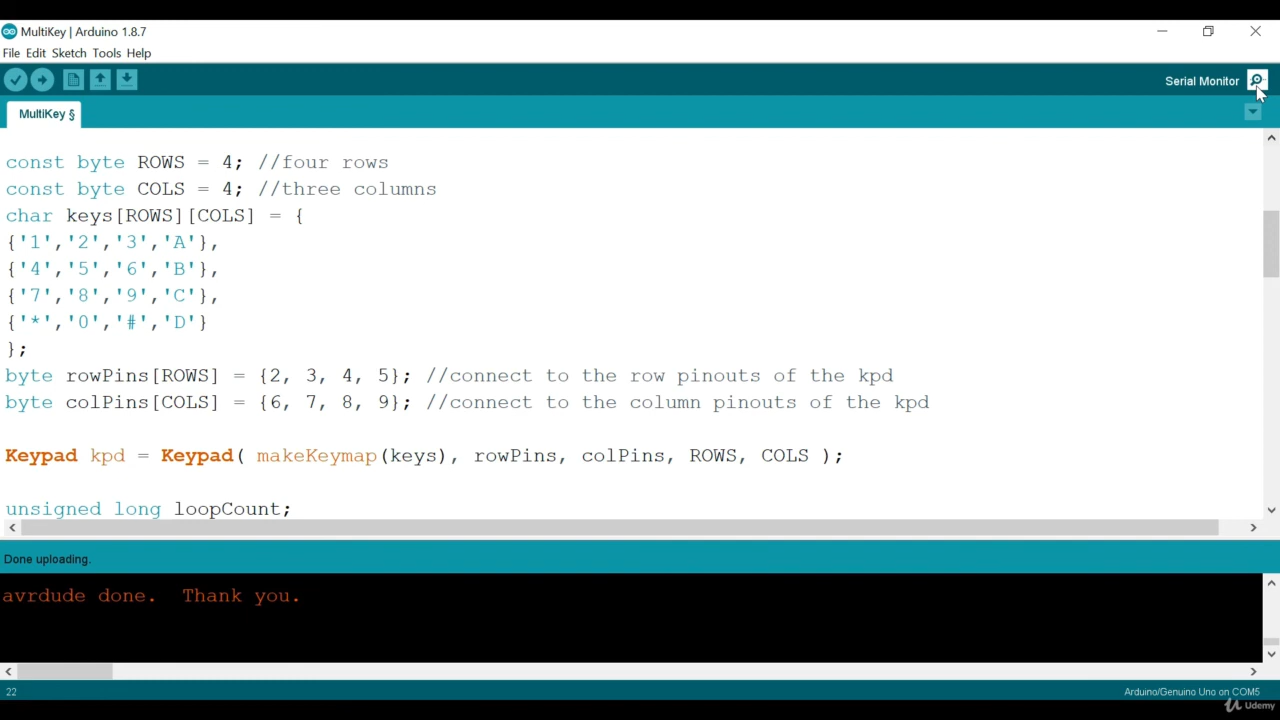 MultiKey | Arduino 1.8.7
File Edit Sketch Tools Help
Serial Monitor
MultiKey §
const byte ROWS = 4; //four rows
const byte COLS = 4; //three columns
char keys[ROWS][COLS] = {
{'1','2','3','A'},
{'4','5','6','B'},
{'7','8','9','C'},
{'*','0','#','D'}
};
byte rowPins[ROWS] = {2, 3, 4, 5}; //connect to the row pinouts of the kpd
byte colPins[COLS] = {6, 7, 8, 9}; //connect to the column pinouts of the kpd
Keypad kpd = Keypad( makeKeymap(keys), rowPins, colPins, ROWS, COLS );
unsigned long loopCount;
Done uploading.
avrdude done.  Thank you.
22
Arduino/Genuino Uno on COM5
Udemy